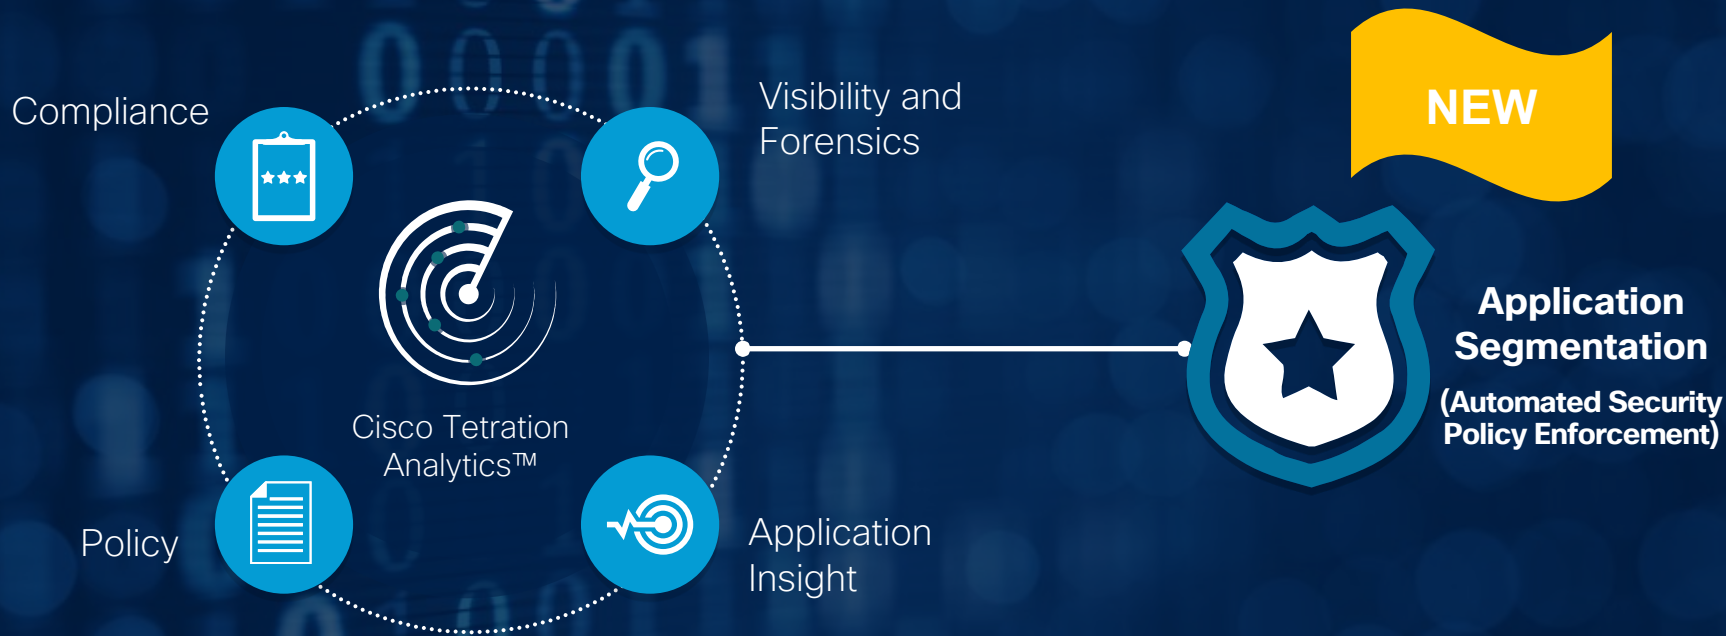 Compliance
Visibility and
Forensics
Cisco Tetration
Analytics™
Policy
Application
Insight
NEW
Application
Segmentation
(Automated Security
Policy Enforcement)